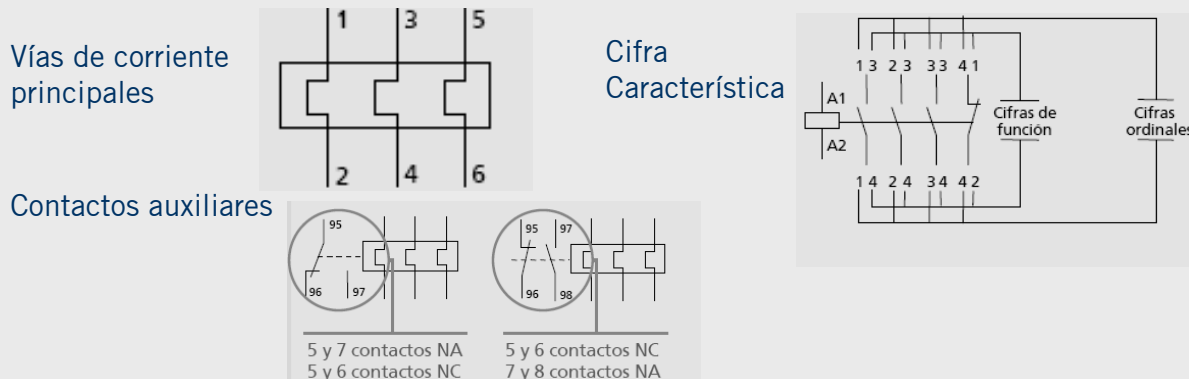 Vías de corriente
principales
1 3 5
2 4 6
Contactos auxiliares
95
96 97
5 y 7 contactos NA
5 y 6 contactos NC
95 97
96 98
5 y 6 contactos NC
7 y 8 contactos NA
Cifra
Característica
13 23 33 41
A1
A2
Cifras de
función
Cifras
ordinales
14 24 34 42